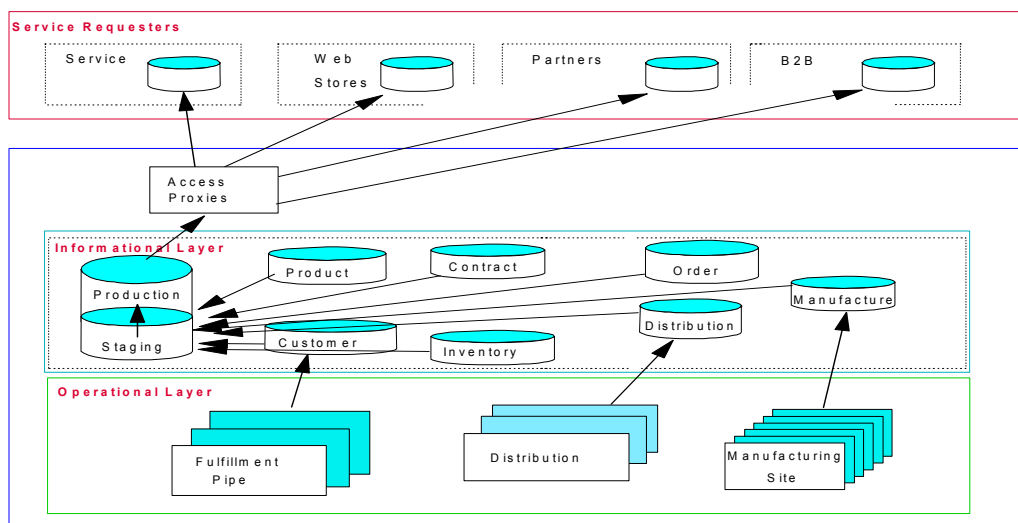 Service Requesters
Service
Web
Stores
Partners
B2B
Access
Proxies
Informational Layer
Product
Contract
Order
Production
Manufacture
Distribution
Staging
Customer
Inventory
Operational Layer
Fulfillment
Pipe
Distribution
Manufacturing
Site